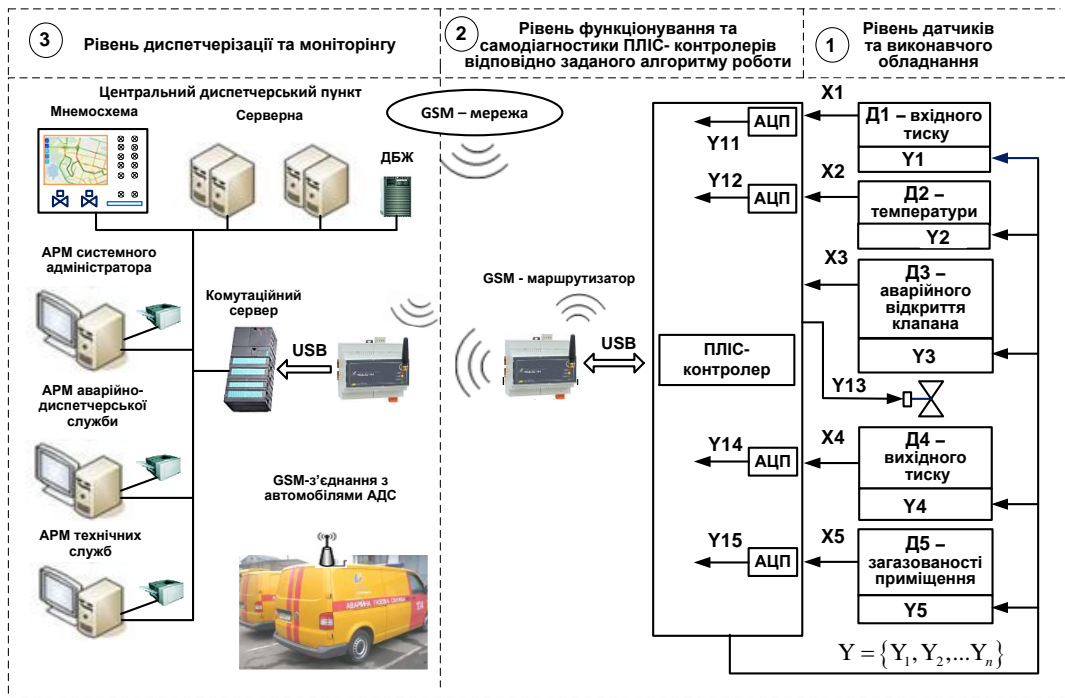 3
Рівень диспетчерізації та моніторінгу
2
Рівень функціонування та
самодіагностики ПЛІС- контролерів
відповідно заданого алгоритму роботи
1
Рівень датчиків
та виконавчого
обладнання
Центральний диспетчерський пункт
Мнемосхема
Серверна
ДБЖ
GSM – мережа
АРМ системного
адміністратора
Комутаційний
сервер
USB
АРМ аварійно-
диспетчерської
служби
GSM-з’єднання з
автомобілями АДС
АРМ технічних
служб
АВАРІЙНА ГАЗОВА СЛУЖБА
104
GSM - маршрутизатор
USB
ПЛІС-
контролер
АЦП
Y11
X1
Д1 – вхідного
тиску
Y1
Y12
АЦП
X2
Д2 –
температури
Y2
X3
Д3 –
аварійного
відкриття
клапана
Y3
Y13
Y14
АЦП
X4
Д4 –
вихідного
тиску
Y4
Y15
АЦП
X5
Д5 –
загазованості
приміщення
Y5
Y = {Y₁, Y₂,...Yₙ}